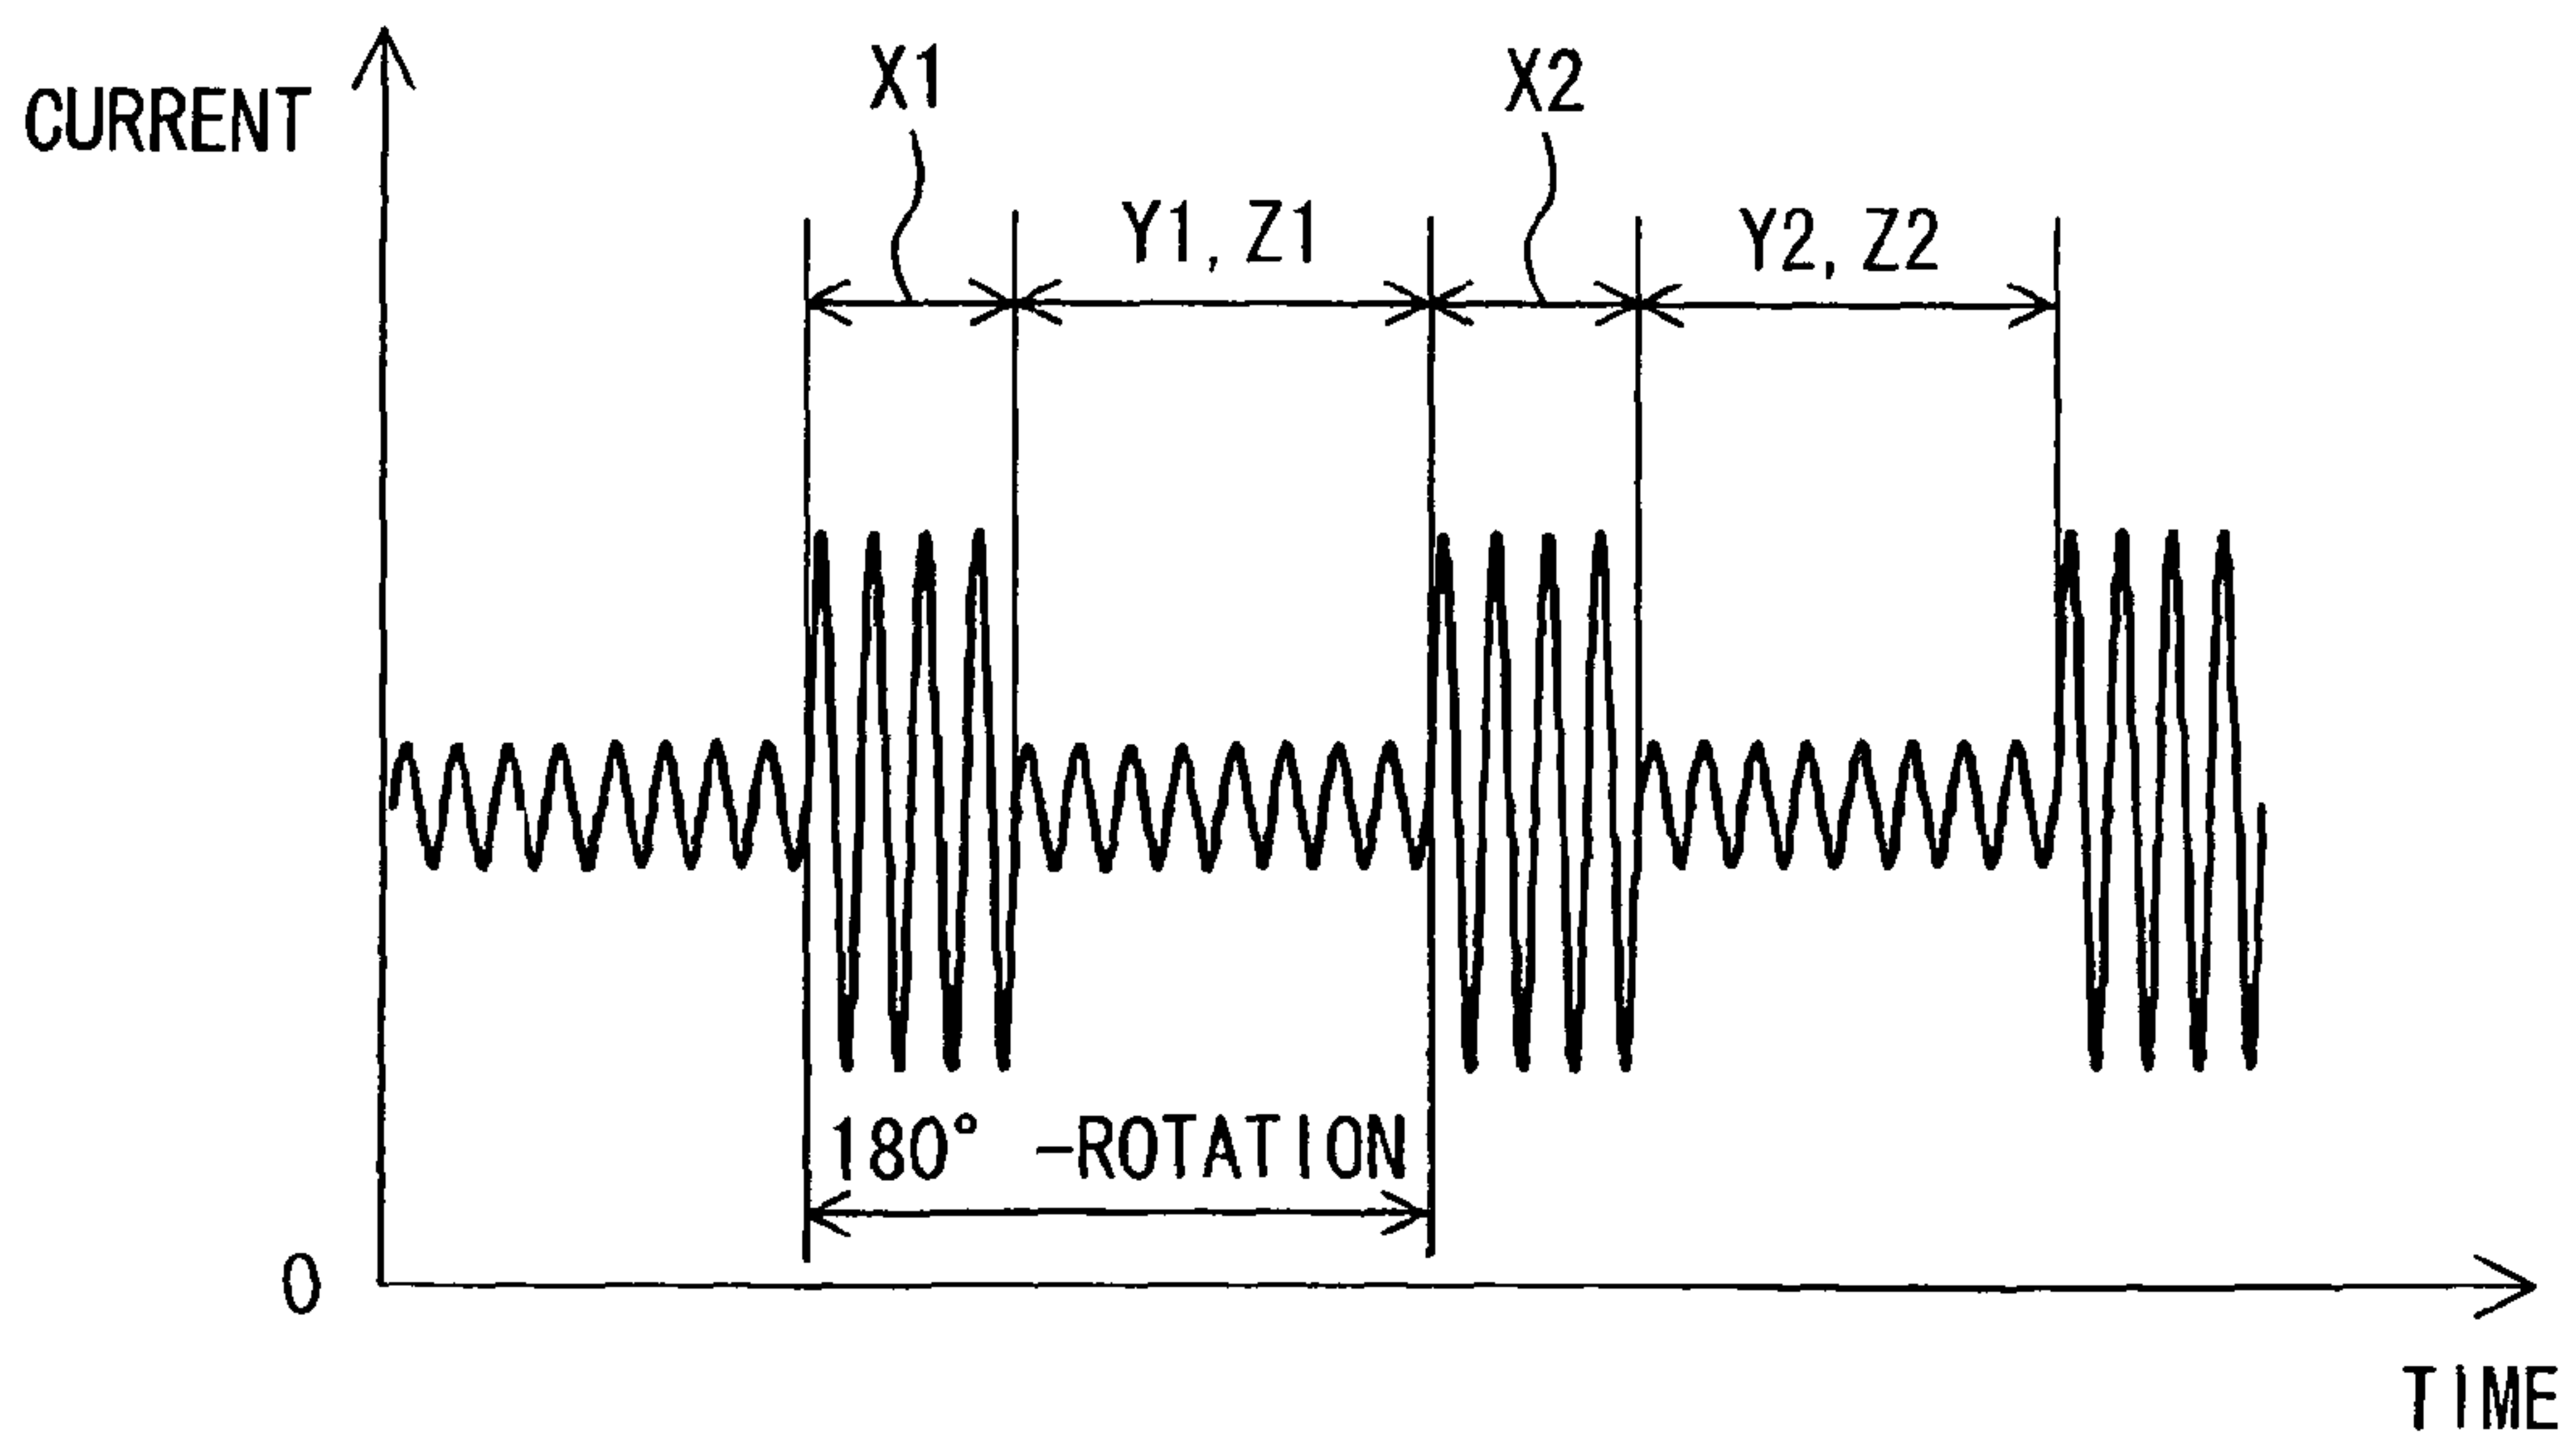 CURRENT
X1
X2
Y1, Z1
Y2, Z2
180° -ROTATION
0
TIME